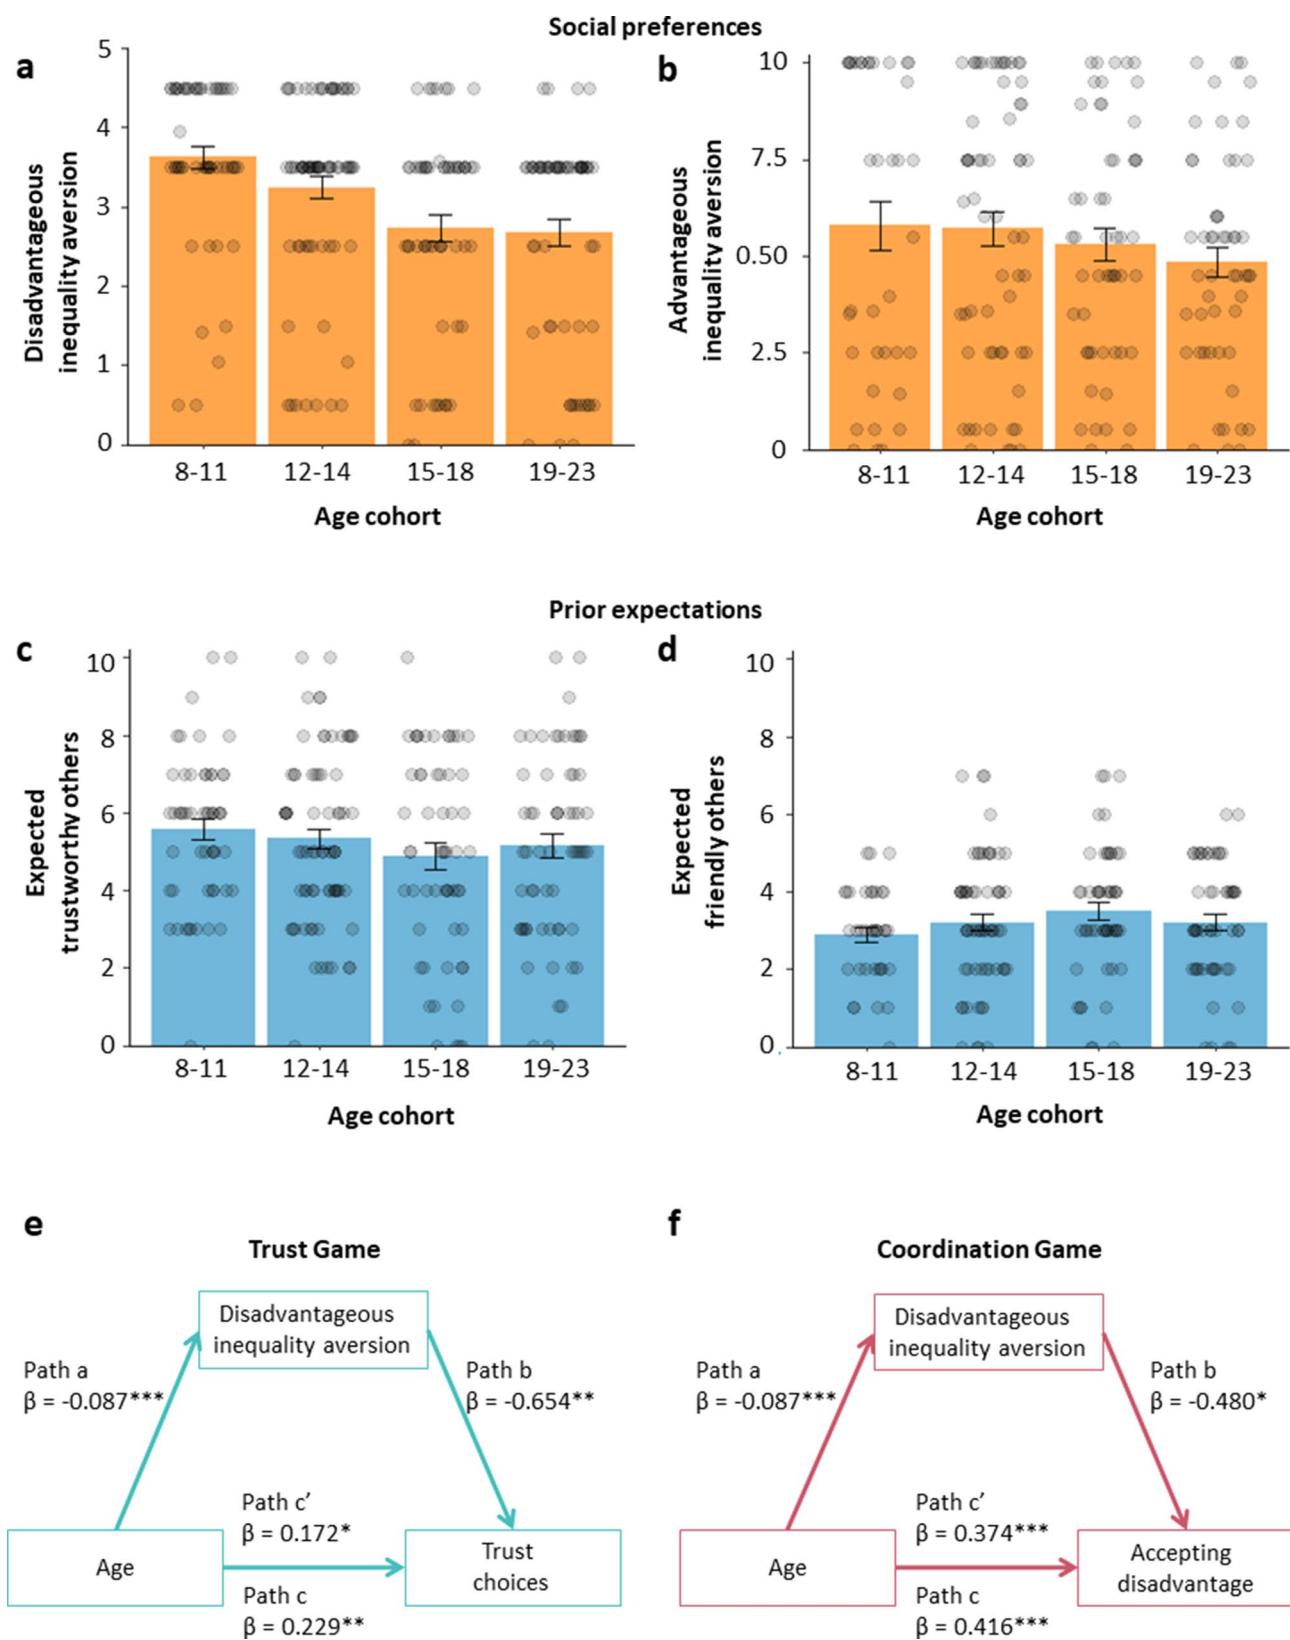 Social preferences
a
Disadvantageous
inequality aversion
5
4
3
2
1
0
8-11 12-14 15-18 19-23
Age cohort
b
Advantageous
inequality aversion
10
7.5
0.50
2.5
0
8-11 12-14 15-18 19-23
Age cohort
Prior expectations
c
Expected
trustworthy others
10
8
6
4
2
0
8-11 12-14 15-18 19-23
Age cohort
d
Expected
friendly others
10
8
6
4
2
0
8-11 12-14 15-18 19-23
Age cohort
e
Trust Game
Disadvantageous
inequality aversion
Path a
β = -0.087***
Path b
β = -0.654**
Path c’
β = 0.172*
Age
Trust
choices
Path c
β = 0.229**
f
Coordination Game
Disadvantageous
inequality aversion
Path a
β = -0.087***
Path b
β = -0.480*
Path c’
β = 0.374***
Age
Accepting
disadvantage
Path c
β = 0.416***